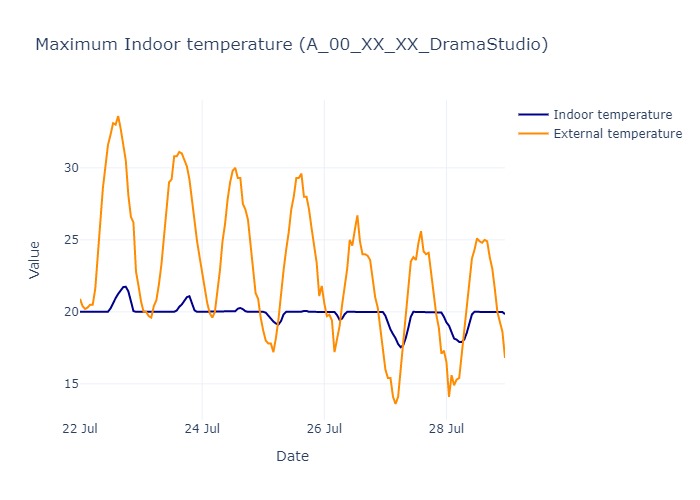 Maximum Indoor temperature (A_00_XX_XX_DramaStudio)
Indoor temperature
External temperature
Value
30
25
20
15
22 Jul
24 Jul
26 Jul
28 Jul
Date